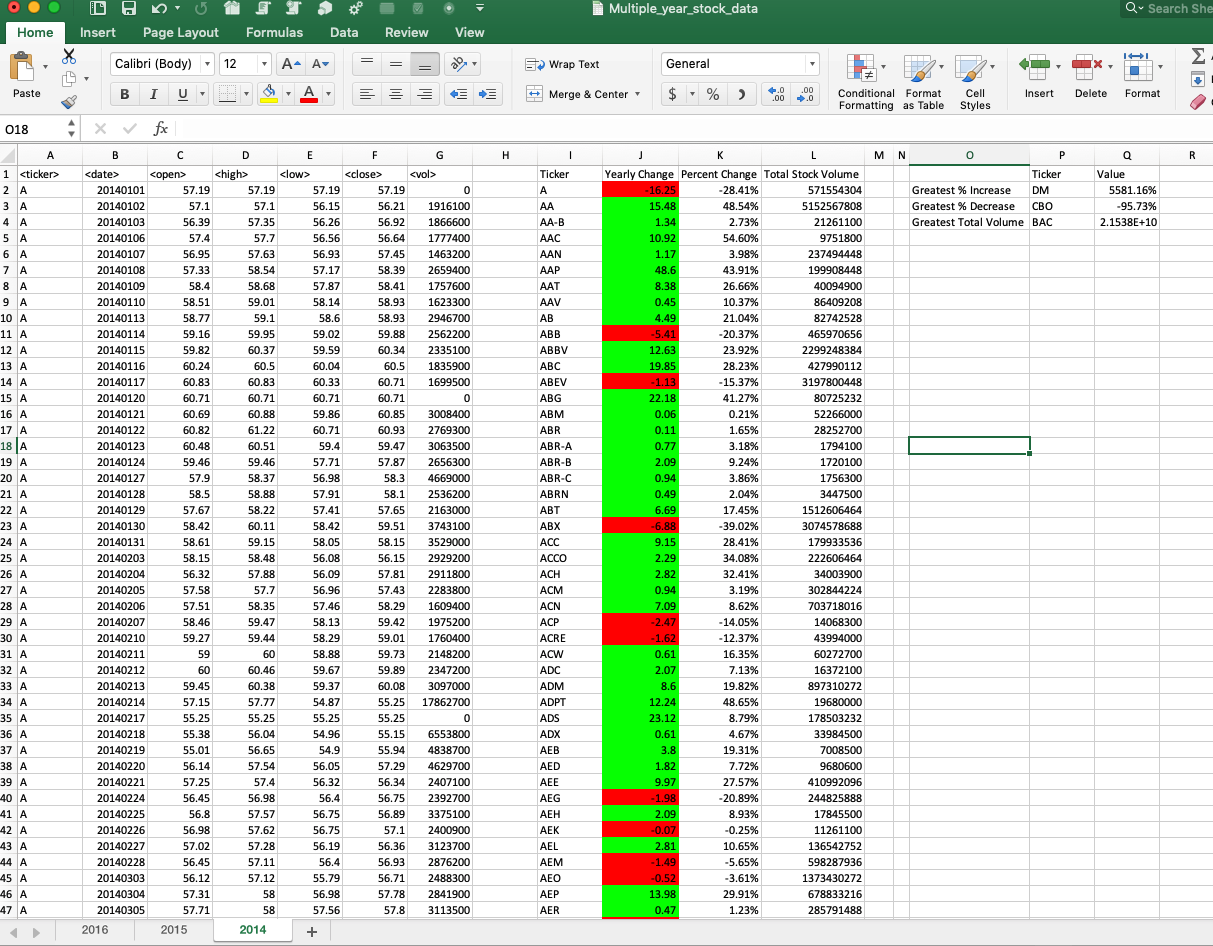 Multiple_year_stock_data
Search She
Home Insert Page Layout Formulas Data Review View
Calibri (Body) 12 A A Wrap Text General
Paste B I U A Merge & Center $ % Conditional Formatting Format as Table Cell Styles Insert Delete Format
O18 fx
A B C D E F G H I J K L M N O P Q R
1 <ticker> <date> <open> <high> <low> <close> <vol> Ticker Yearly Change Percent Change Total Stock Volume Ticker Value
2 A 20140101 57.19 57.19 57.19 57.19 0 A -16.25 -28.41% 571554304 Greatest % Increase DM 5581.16%
3 A 20140102 57.1 57.1 56.15 56.21 1916100 AA 15.48 48.54% 5152567808 Greatest % Decrease CBO -95.73%
4 A 20140103 56.39 57.35 56.26 56.92 1866600 AA-B 1.34 2.73% 21261100 Greatest Total Volume BAC 2.1538E+10
5 A 20140106 57.4 57.7 56.56 56.64 1777400 AAC 10.92 54.60% 9751800
6 A 20140107 56.95 57.63 56.93 57.45 1463200 AAN 1.17 3.98% 237494448
7 A 20140108 57.33 58.54 57.17 58.39 2659400 AAP 48.6 43.91% 199908448
8 A 20140109 58.4 58.68 57.87 58.41 1757600 AAT 8.38 26.66% 40094900
9 A 20140110 58.51 59.01 58.14 58.93 1623300 AAV 0.45 10.37% 86409208
10 A 20140113 58.77 59.1 58.6 58.93 2946700 AB 4.49 21.04% 82742528
11 A 20140114 59.16 59.95 59.02 59.88 2562200 ABB -5.41 -20.37% 465970656
12 A 20140115 59.82 60.37 59.59 60.34 2335100 ABBV 12.63 23.92% 2299248384
13 A 20140116 60.24 60.5 60.04 60.5 1835900 ABC 19.85 28.23% 427990112
14 A 20140117 60.83 60.83 60.33 60.71 1699500 ABEV -1.13 -15.37% 3197800448
15 A 20140120 60.71 60.71 60.71 60.71 0 ABG 22.18 41.27% 80725232
16 A 20140121 60.69 60.88 59.86 60.85 3008400 ABM 0.06 0.21% 52266000
17 A 20140122 60.82 61.22 60.71 60.93 2769300 ABR 0.11 1.65% 28252700
18 A 20140123 60.48 60.51 59.4 59.47 3063500 ABR-A 0.77 3.18% 1794100
19 A 20140124 59.46 59.46 57.71 57.87 2656300 ABR-B 2.09 9.24% 1720100
20 A 20140127 57.9 58.37 56.98 58.3 4669000 ABR-C 0.94 3.86% 1756300
21 A 20140128 58.5 58.88 57.91 58.1 2536200 ABRN 0.49 2.04% 3447500
22 A 20140129 57.67 58.22 57.41 57.65 2163000 ABT 6.69 17.45% 1512606464
23 A 20140130 58.42 60.11 58.42 59.51 3743100 ABX -6.88 -39.02% 3074578688
24 A 20140131 58.61 59.15 58.05 58.15 3529000 ACC 9.15 28.41% 179933536
25 A 20140203 58.15 58.48 56.08 56.15 2929200 ACCO 2.29 34.08% 222606464
26 A 20140204 56.32 57.88 56.09 57.81 2911800 ACH 2.82 32.41% 34003900
27 A 20140205 57.58 57.7 56.96 57.43 2283800 ACM 0.94 3.19% 302844224
28 A 20140206 57.51 58.35 57.46 58.29 1609400 ACN 7.09 8.62% 703718016
29 A 20140207 58.46 59.47 58.13 59.42 1975200 ACP -2.47 -14.05% 14068300
30 A 20140210 59.27 59.44 58.29 59.01 1760400 ACRE -1.62 -12.37% 43994000
31 A 20140211 59 60 58.88 59.73 2148200 ACW 0.61 16.35% 60272700
32 A 20140212 60 60.46 59.67 59.89 2347200 ADC 2.07 7.13% 16372100
33 A 20140213 59.45 60.38 59.37 60.08 3097000 ADM 8.6 19.82% 897310272
34 A 20140214 57.15 57.77 54.87 55.25 17862700 ADPT 12.24 48.65% 19680000
35 A 20140217 55.25 55.25 55.25 55.25 0 ADS 23.12 8.79% 178503232
36 A 20140218 55.38 56.04 54.96 55.15 6553800 ADX 0.61 4.67% 33984500
37 A 20140219 55.01 56.65 54.9 55.94 4838700 AEB 3.8 19.31% 7008500
38 A 20140220 56.14 57.54 56.05 57.29 4629700 AED 1.82 7.72% 9680600
39 A 20140221 57.25 57.4 56.32 56.34 2407100 AEE 9.97 27.57% 410992096
40 A 20140224 56.45 56.98 56.4 56.75 2392700 AEG -1.98 -20.89% 244825888
41 A 20140225 56.8 57.57 56.75 56.89 3375100 AEH 2.09 8.93% 17845500
42 A 20140226 56.98 57.62 56.75 57.1 2400900 AEK -0.07 -0.25% 11261100
43 A 20140227 57.02 57.28 56.19 56.36 3123700 AEL 2.81 10.65% 136542752
44 A 20140228 56.45 57.11 56.4 56.93 2876200 AEM -1.49 -5.65% 598287936
45 A 20140303 56.12 57.12 55.79 56.71 2488300 AEO -0.52 -3.61% 1373430272
46 A 20140304 57.31 58 56.98 57.78 2841900 AEP 13.98 29.91% 678833216
47 A 20140305 57.71 58 57.56 57.8 3113500 AER 0.47 1.23% 285791488
2016 2015 2014 +